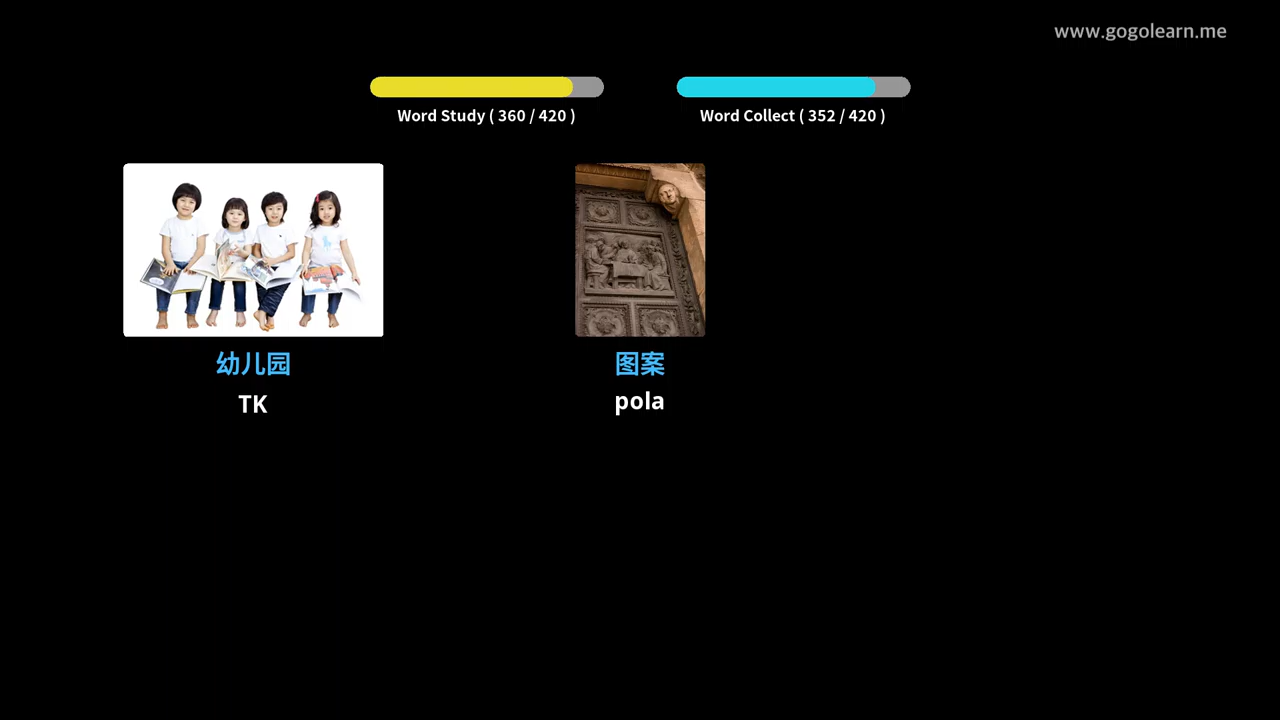 www.gogolearn.me
Word Study ( 360 / 420 )
Word Collect ( 352 / 420 )
幼儿园
TK
图案
pola